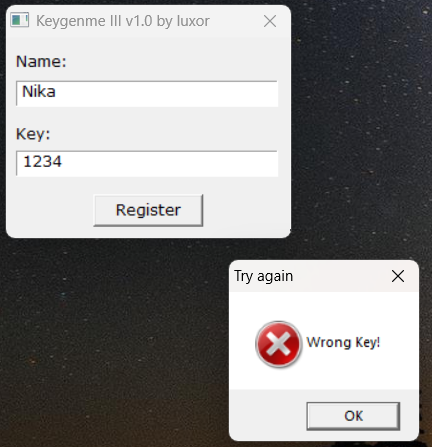 Keygenme III v1.0 by luxor
Name:
Nika
Key:
1234
Register
Try again
Wrong Key!
OK